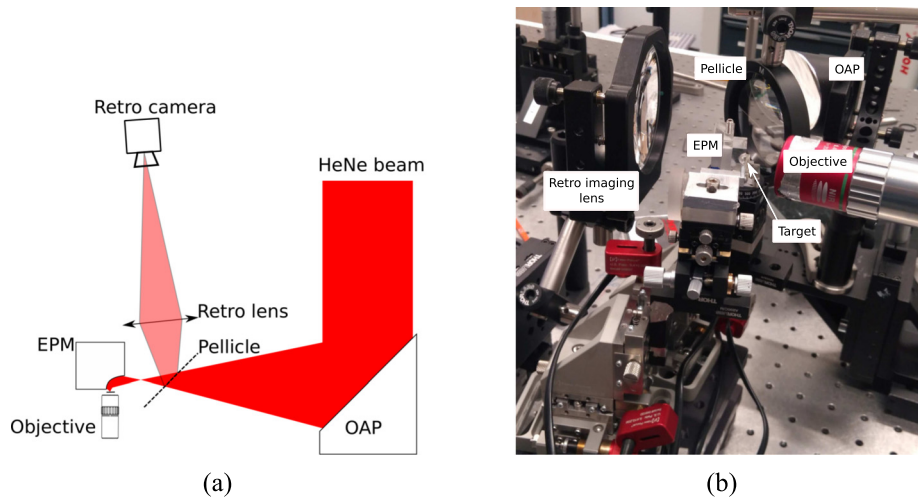 Retro camera
HeNe beam
Retro lens
EPM
Pellicle
Objective
OAP
(a)
Pellicle
OAP
EPM
Objective
Retro imaging
lens
Target
(b)